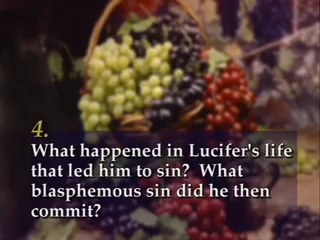 4.
What happened in Lucifer's life
that led him to sin?  What
blasphemous sin did he then
commit?